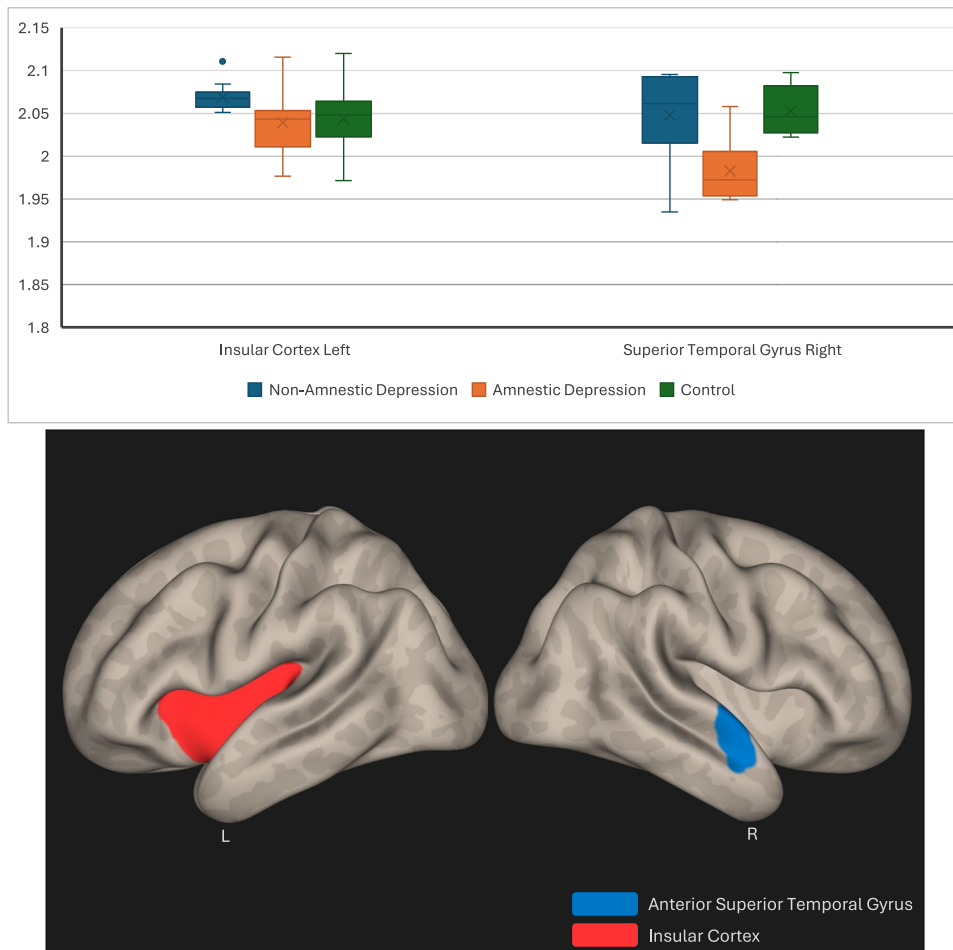 2.15
2.1
2.05
2
1.95
1.9
1.85
1.8
Insular Cortex Left Superior Temporal Gyrus Right
Non-Amnestic Depression Amnestic Depression Control
L R
Anterior Superior Temporal Gyrus
Insular Cortex